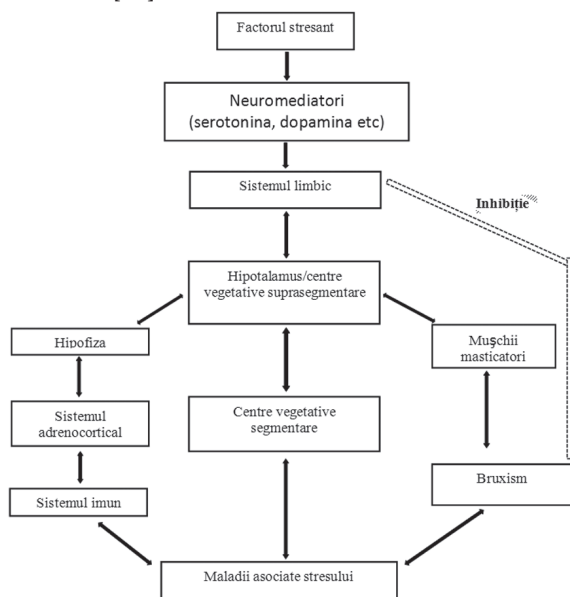 Factorul stresant
Neuromediatori
(serotonina, dopamina etc)
Sistemul limbic
Inhibiție
Hipotalamus/centre
vegetative suprasegmentare
Hipofiza
Mușchii
masticatori
Sistemul
adrenocortical
Centre vegetative
segmentare
Bruxism
Sistemul imun
Maladii asociate stresului